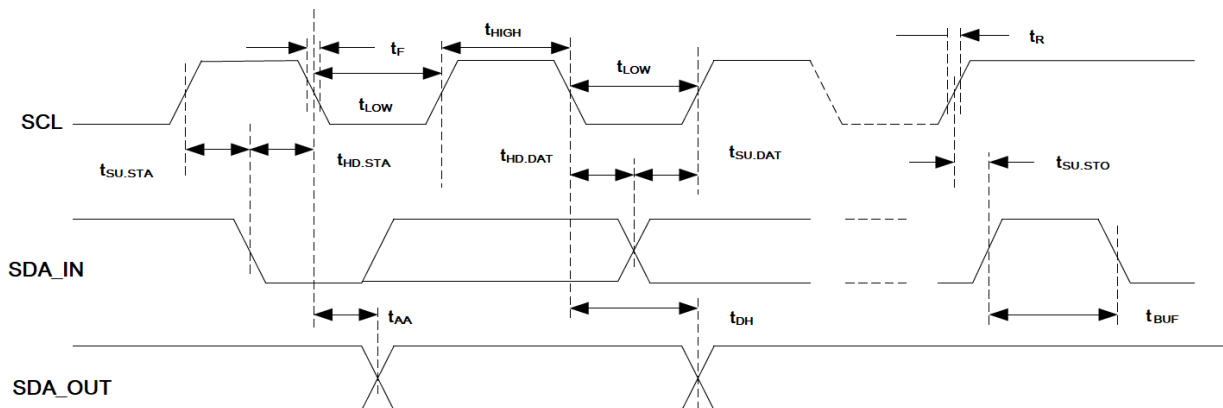 tHIGH
tR
tF
tLOW
tLOW
SCL
tSU.STA
tHD.STA
tHD.DAT
tSU.DAT
tSU.STO
SDA_IN
tAA
tDH
tBUF
SDA_OUT